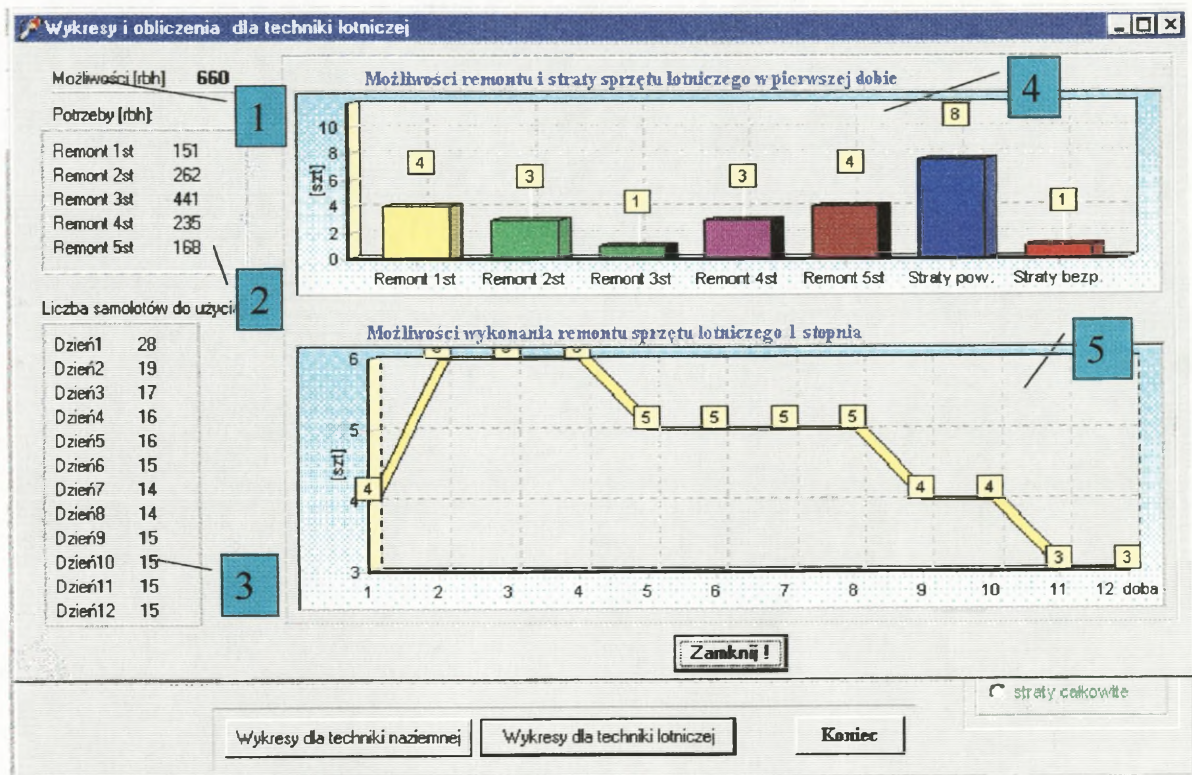 Wykresy i obliczenia dla techniki lotniczej
Możliwości [rbh] 660
1
Potrzeby [rbh]:
Remont 1st 151
Remont 2st 262
Remont 3st 441
Remont 4st 235
Remont 5st 168
2
Liczba samolotów do użycia
Dzień1 28
Dzień2 19
Dzień3 17
Dzień4 16
Dzień5 16
Dzień6 15
Dzień7 14
Dzień8 14
Dzień9 15
Dzień10 15
Dzień11 15
Dzień12 15
3
Możliwości remontu i straty sprzętu lotniczego w pierwszej dobie
4
[szt]
10
8
6
4
2
0
4 3 1 3 4 8 1
Remont 1st Remont 2st Remont 3st Remont 4st Remont 5st Straty pow. Straty bezp.
Możliwości wykonania remontu sprzętu lotniczego 1 stopnia
5
[szt]
6
5
4
3
4 6 6 6 5 5 5 5 4 4 3 3
1 2 3 4 5 6 7 8 9 10 11 12 doba
Zamknij !
straty całkowite
Wykresy dla techniki naziemnej
Wykresy dla techniki lotniczej
Koniec